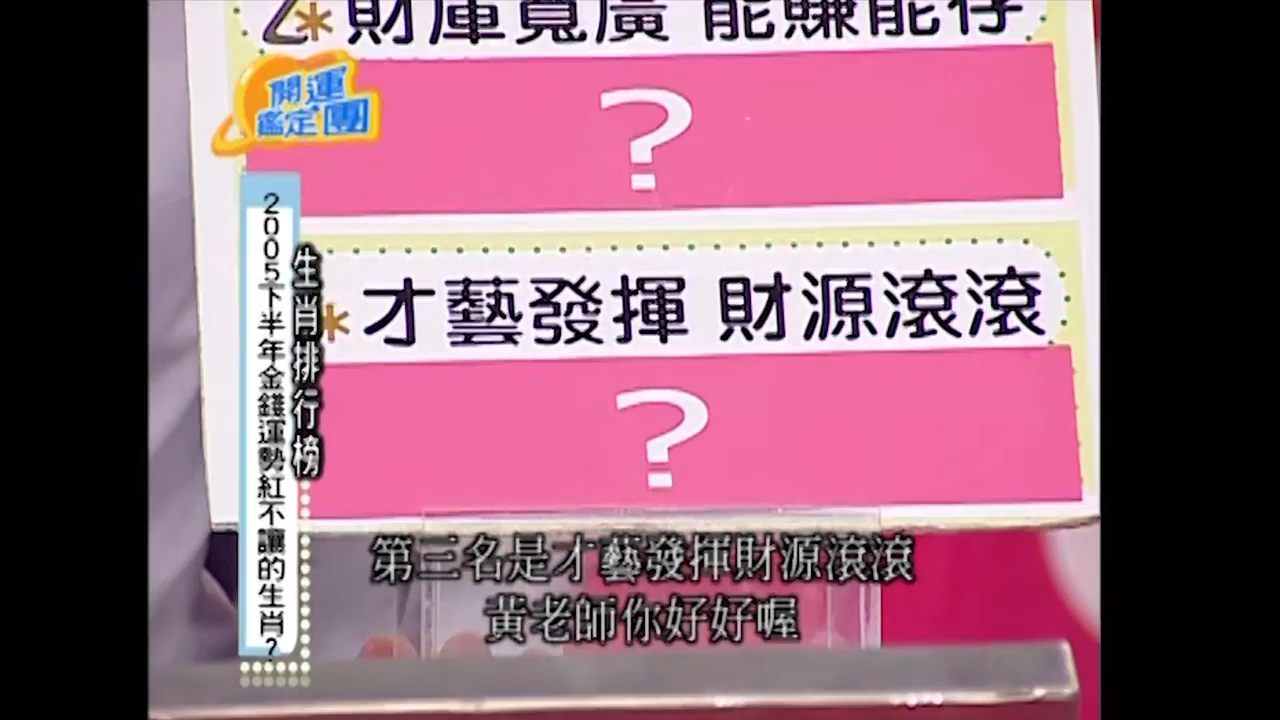 2*財庫寬廣 能賺能存
開運
鑑定團
?
生肖排行榜
2005下半年金錢運勢紅不讓的生肖?
*才藝發揮 財源滾滾
?
第三名是才藝發揮財源滾滾
黃老師你好好喔